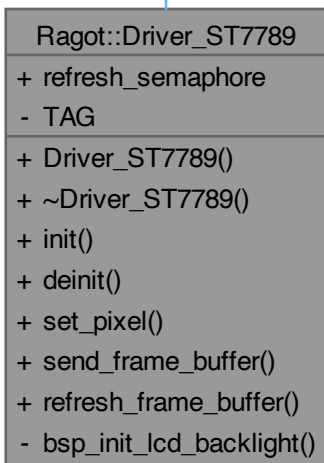 Ragot::Driver_ST7789
+ refresh_semaphore
- TAG
+ Driver_ST7789()
+ ~Driver_ST7789()
+ init()
+ deinit()
+ set_pixel()
+ send_frame_buffer()
+ refresh_frame_buffer()
- bsp_init_lcd_backlight()